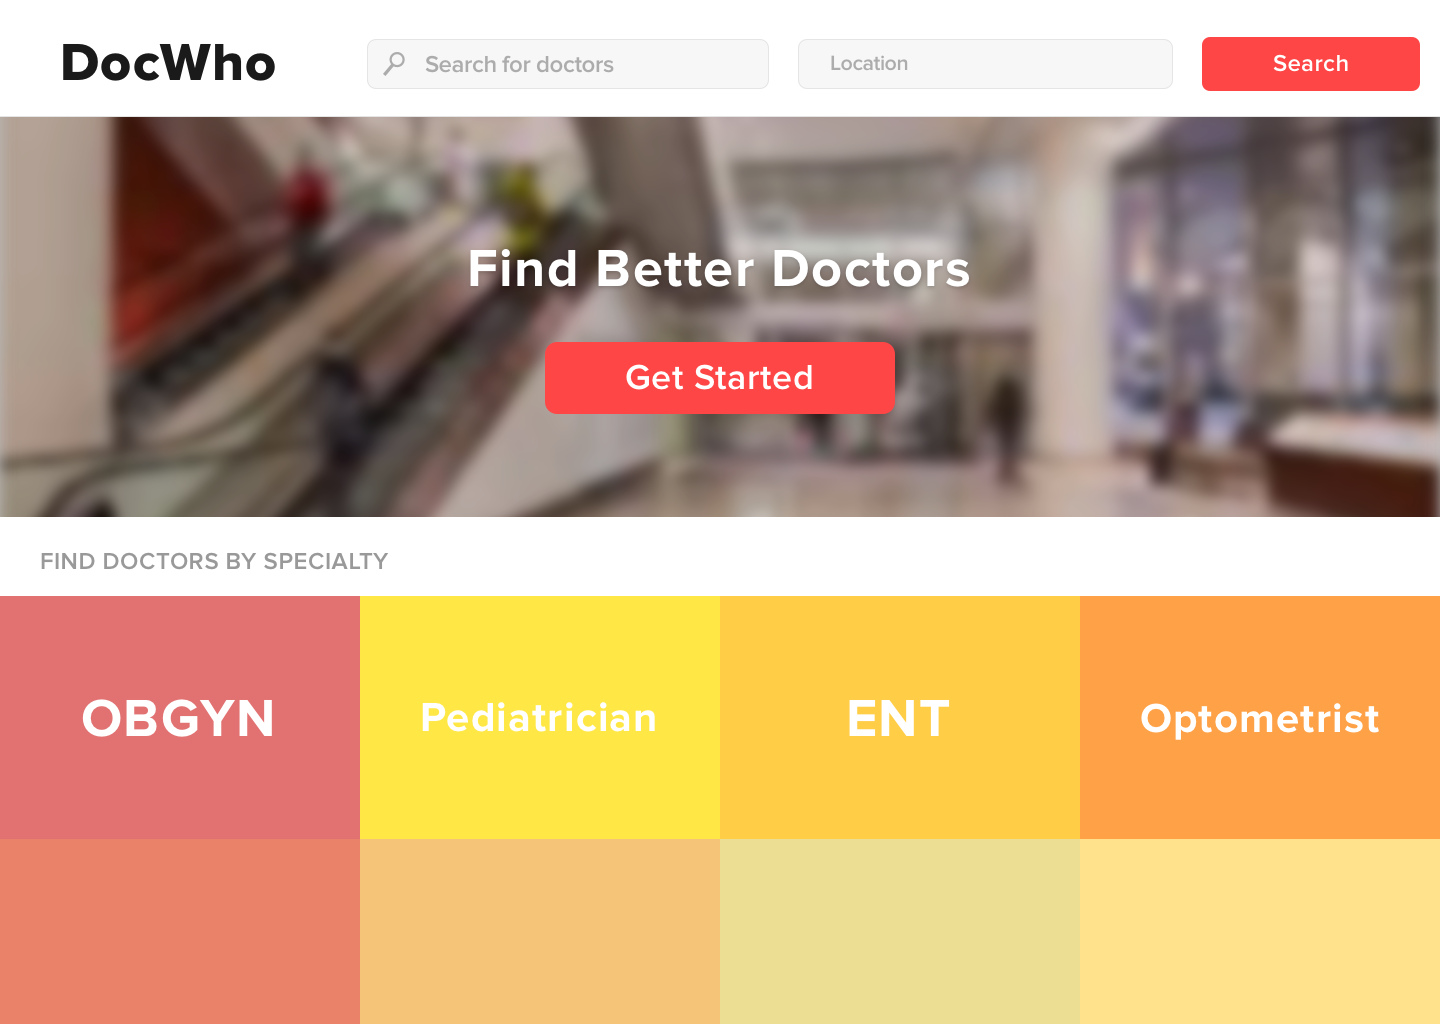 DocWho
Search for doctors
Location
Search
Find Better Doctors
Get Started
FIND DOCTORS BY SPECIALTY
OBGYN
Pediatrician
ENT
Optometrist